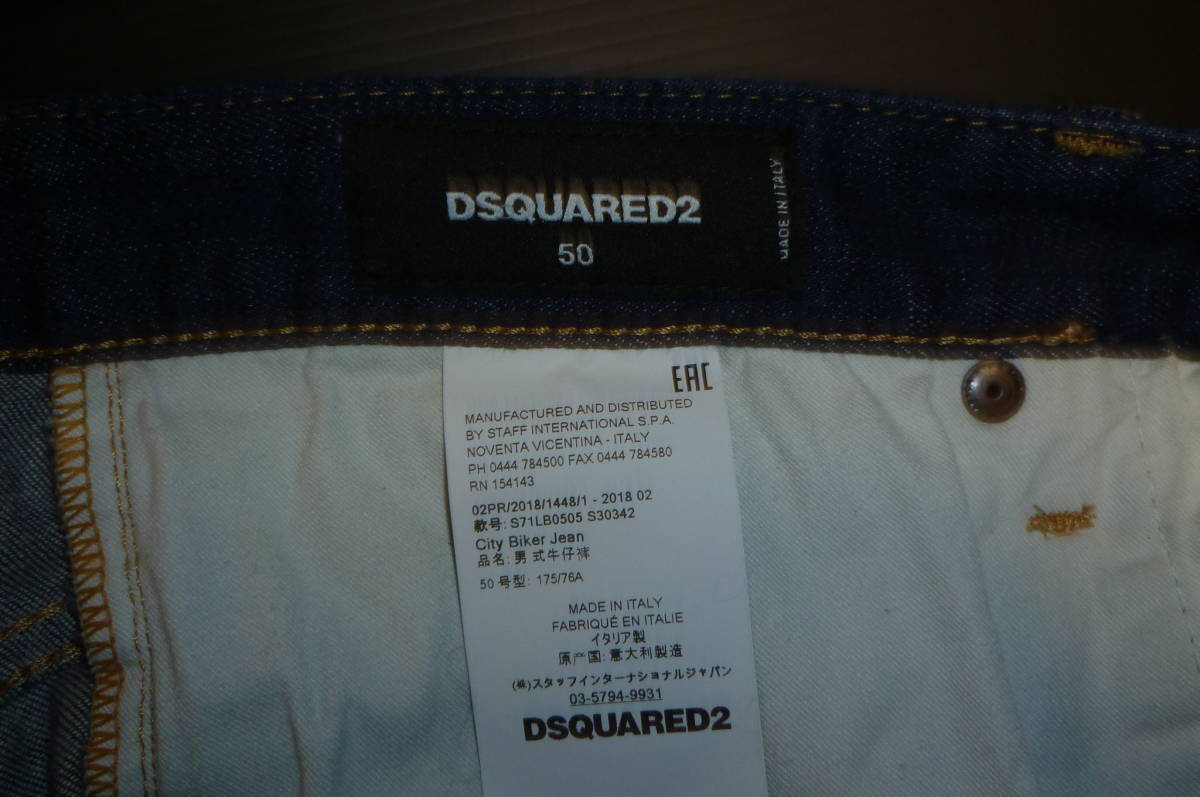 DSQUARED2
50
MADE IN ITALY
EAC
MANUFACTURED AND DISTRIBUTED
BY STAFF INTERNATIONAL S.P.A.
NOVENTA VICENTINA - ITALY
PH 0444 784500 FAX 0444 784580
RN 154143
02PR/2018/1448/1 - 2018 02
款号: S71LB0505 S30342
City Biker Jean
品名: 男式牛仔裤
50 号型: 175/76A
MADE IN ITALY
FABRIQUÉ EN ITALIE
イタリア製
原产国: 意大利製造
(株)スタッフインターナショナルジャパン
03-5794-9931
DSQUARED2